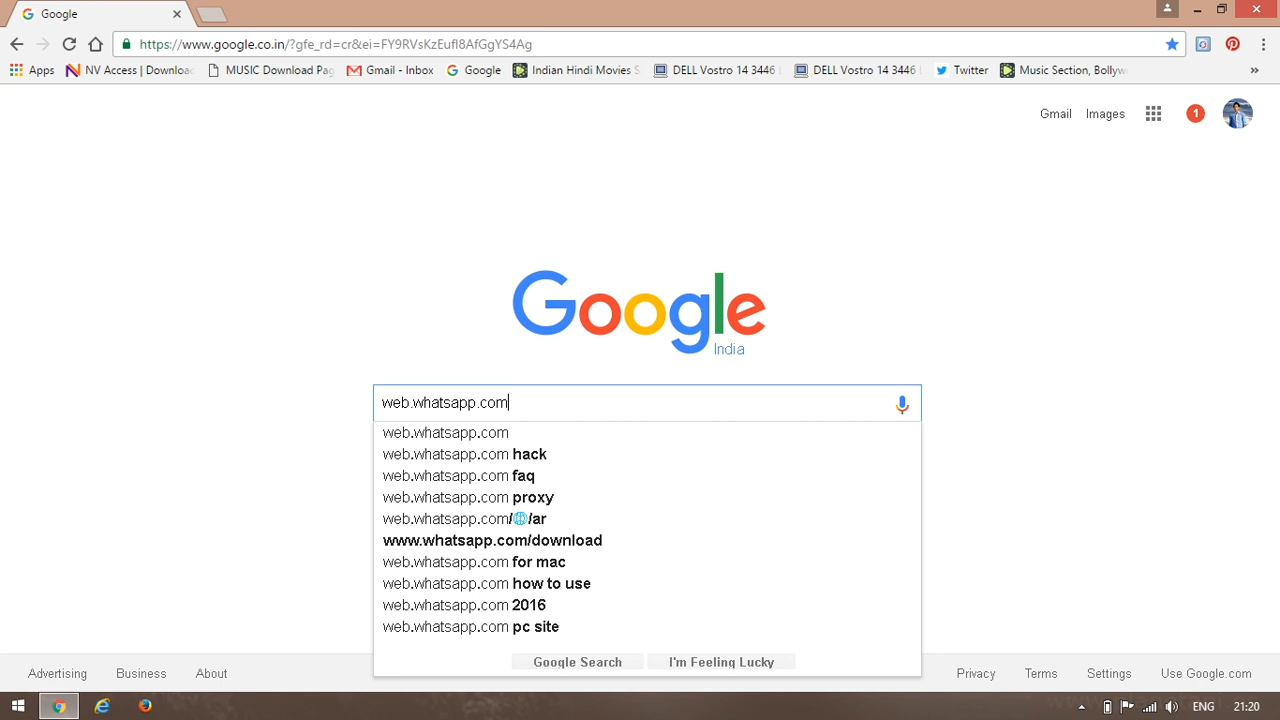 Google
https://www.google.co.in/?gfe_rd=cr&ei=FY9RVsKzEufI8AfGgYS4Ag
Apps NV Access | Downloa MUSIC Download Pag Gmail - Inbox Google Indian Hindi Movies S DELL Vostro 14 3446 DELL Vostro 14 3446 Twitter Music Section, Bollyw »
Gmail Images 1
Google
India
web.whatsapp.com
web.whatsapp.com
web.whatsapp.com hack
web.whatsapp.com faq
web.whatsapp.com proxy
web.whatsapp.com/🌐/ar
www.whatsapp.com/download
web.whatsapp.com for mac
web.whatsapp.com how to use
web.whatsapp.com 2016
web.whatsapp.com pc site
Google Search I'm Feeling Lucky
Advertising Business About Privacy Terms Settings Use Google.com
ENG 21:20